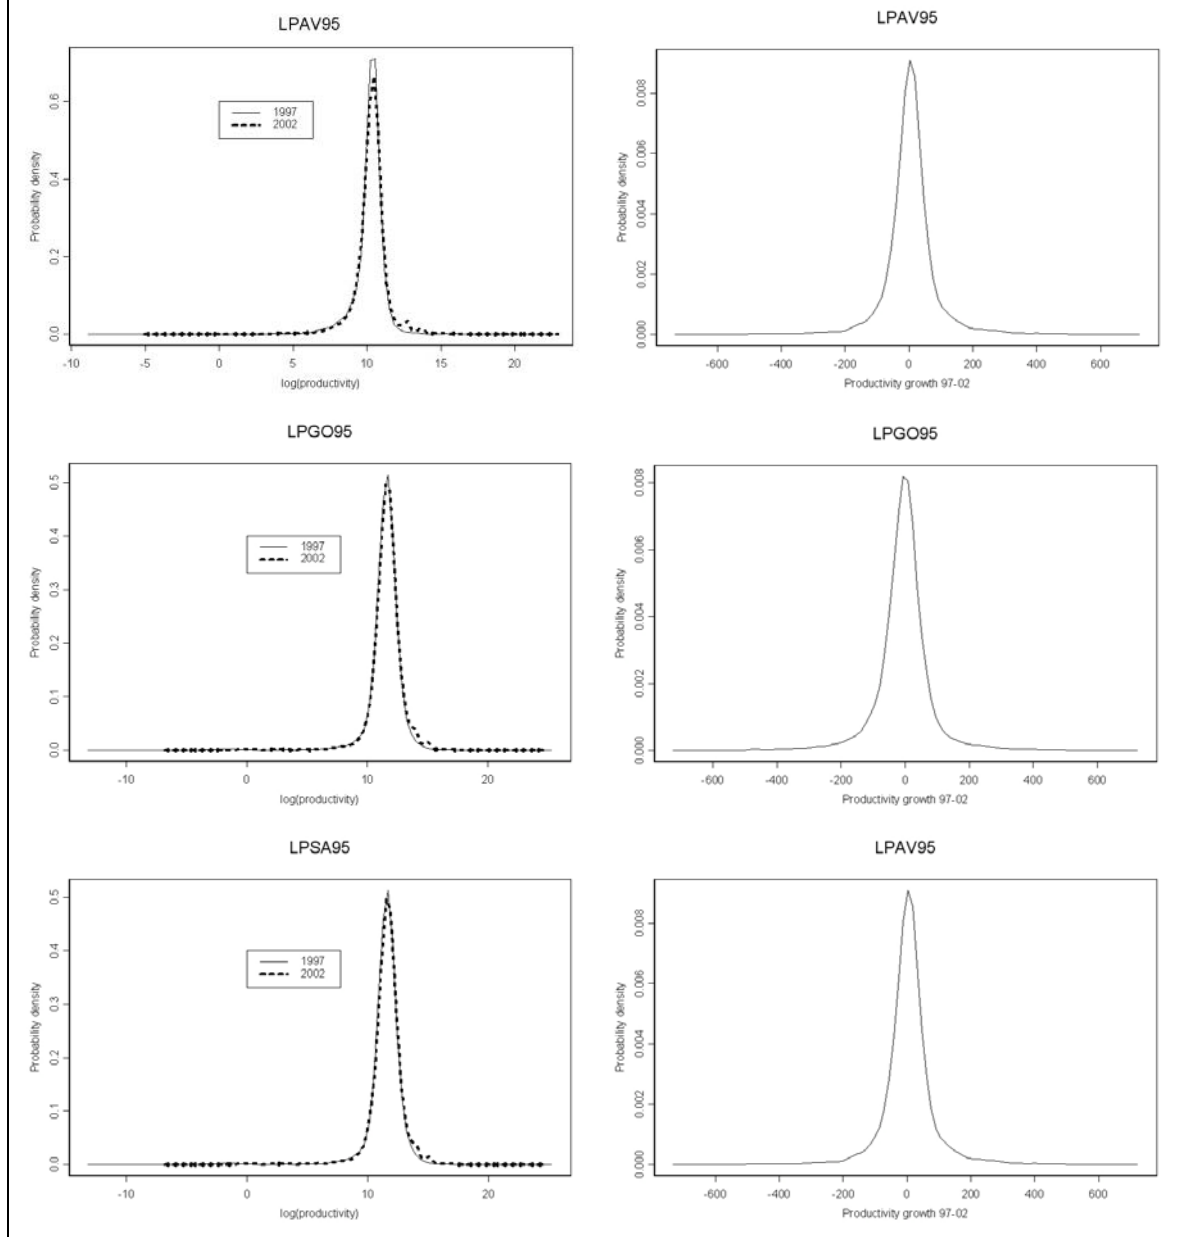 LPAV95
1997
2002
Probability density
0.0 0.2 0.4 0.6
-10 -5 0 5 10 15 20
log(productivity)
LPAV95
Probability density
0.000 0.002 0.004 0.006 0.008
-600 -400 -200 0 200 400 600
Productivity growth 97-02
LPGO95
1997
2002
Probability density
0.0 0.1 0.2 0.3 0.4 0.5
-10 0 10 20
log(productivity)
LPGO95
Probability density
0.000 0.002 0.004 0.006 0.008
-600 -400 -200 0 200 400 600
Productivity growth 97-02
LPSA95
1997
2002
Probability density
0.0 0.1 0.2 0.3 0.4 0.5
-10 0 10 20
log(productivity)
LPAV95
Probability density
0.000 0.002 0.004 0.006 0.008
-600 -400 -200 0 200 400 600
Productivity growth 97-02